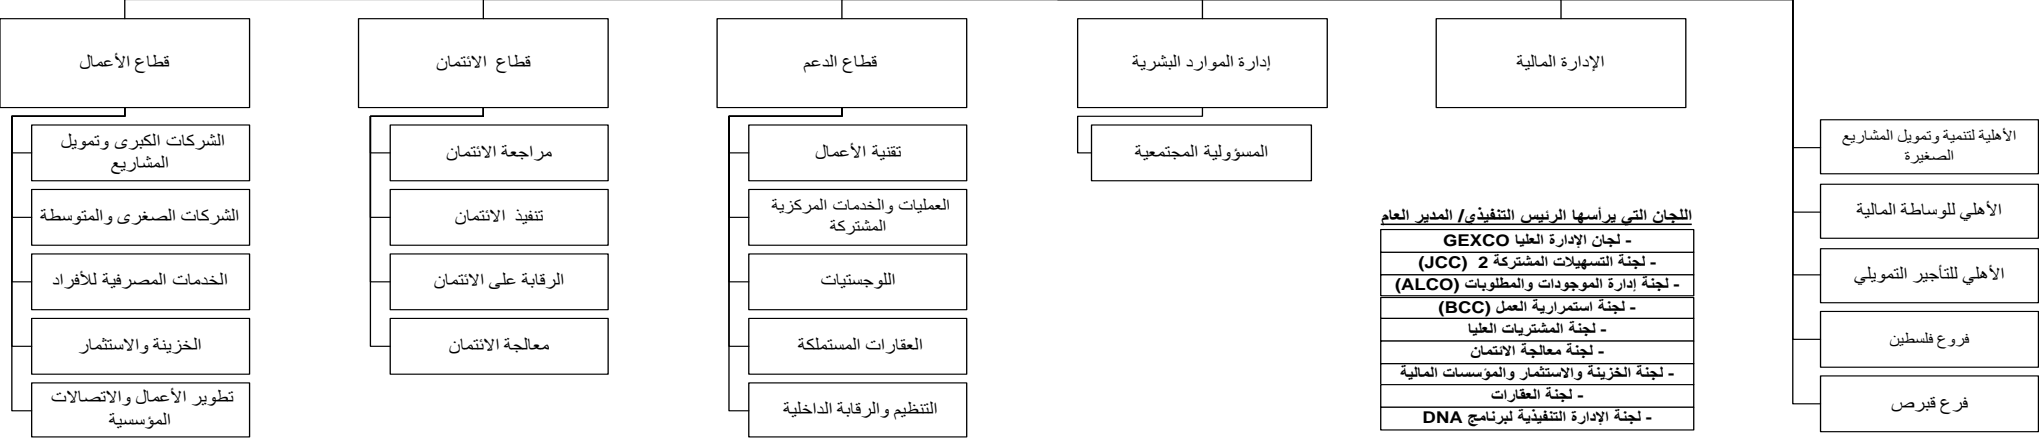 الإدارة المالية
إدارة الموارد البشرية
قطاع الدعم
قطاع الائتمان
قطاع الأعمال
الأهلية لتنمية وتمويل المشاريع
الصغيرة
الأهلي للوساطة المالية
الأهلي للتأجير التمويلي
فروع فلسطين
فرع قبرص
اللجان التي يرأسها الرئيس التنفيذي/ المدير العام
- لجان الإدارة العليا GEXCO
- لجنة التسهيلات المشتركة 2 (JCC)
- لجنة إدارة الموجودات والمطلوبات (ALCO)
- لجنة استمرارية العمل (BCC)
- لجنة المشتريات العليا
- لجنة معالجة الائتمان
- لجنة الخزينة والاستثمار والمؤسسات المالية
- لجنة العقارات
- لجنة الإدارة التنفيذية لبرنامج DNA
المسؤولية المجتمعية
تقنية الأعمال
العمليات والخدمات المركزية
المشتركة
اللوجستيات
العقارات المستملكة
التنظيم والرقابة الداخلية
مراجعة الائتمان
تنفيذ الائتمان
الرقابة على الائتمان
معالجة الائتمان
الشركات الكبرى وتمويل
المشاريع
الشركات الصغرى والمتوسطة
الخدمات المصرفية للأفراد
الخزينة والاستثمار
تطوير الأعمال والاتصالات
المؤسسية